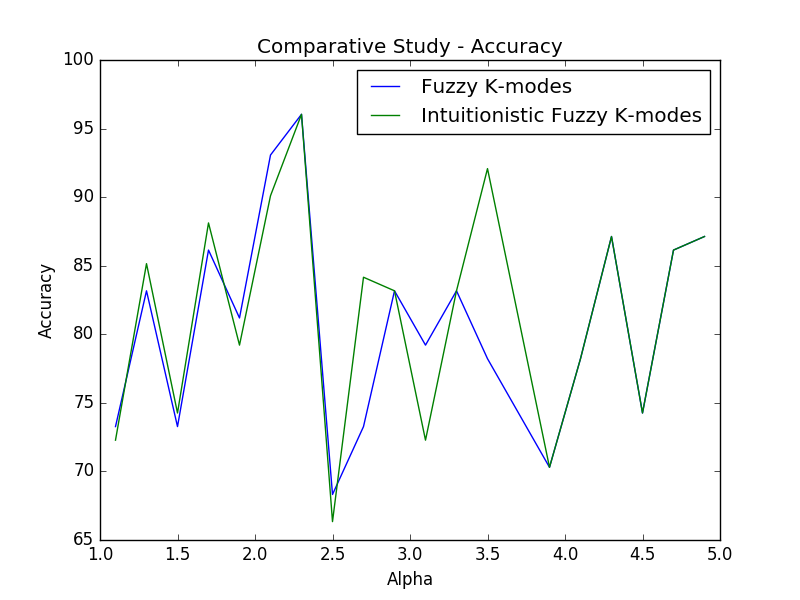 Comparative Study - Accuracy
Fuzzy K-modes
Intuitionistic Fuzzy K-modes
Accuracy
100
95
90
85
80
75
70
65
1.0 1.5 2.0 2.5 3.0 3.5 4.0 4.5 5.0
Alpha